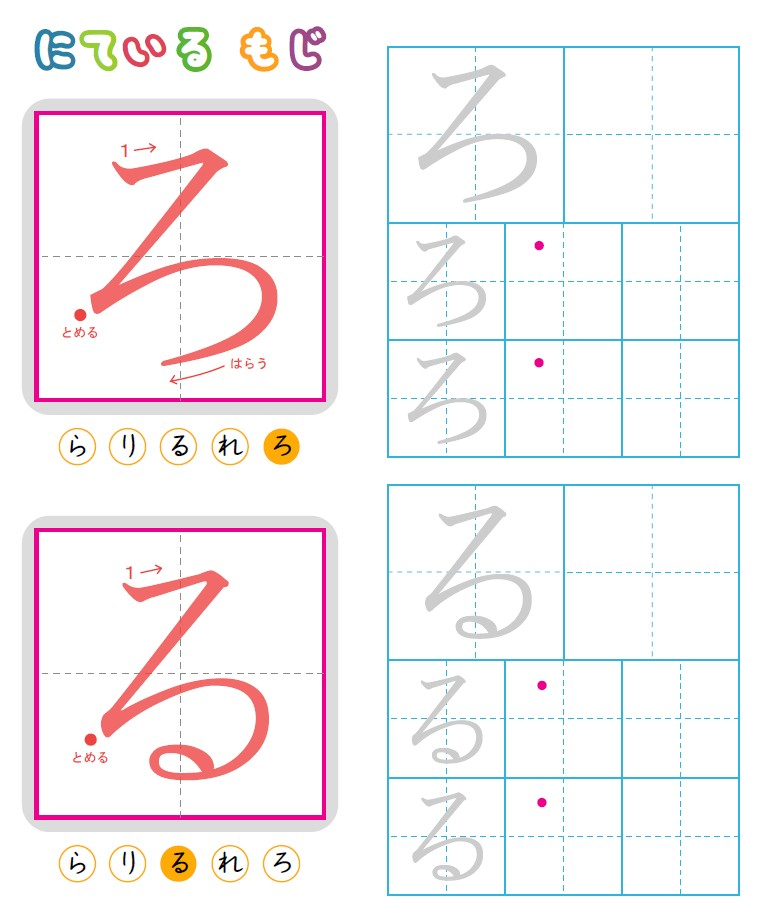 にている もじ
1→
ろ
とめる
はらう
ら り る れ ろ
ろ
ろ
ろ
1→
る
とめる
ら り る れ ろ
る
る
る